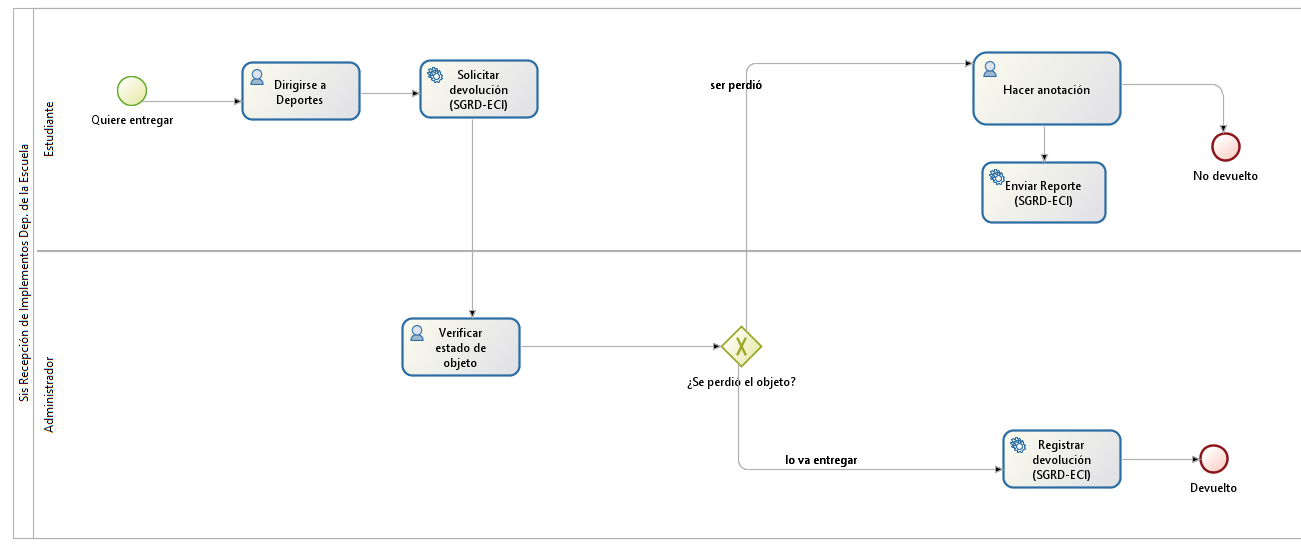 Sis Recepción de Implementos Dep. de la Escuela
Estudiante
Quiere entregar
Dirigirse a
Deportes
Solicitar
devolución
(SGRD-ECI)
ser perdió
Hacer anotación
No devuelto
Enviar Reporte
(SGRD-ECI)
Administrador
Verificar
estado de
objeto
¿Se perdió el objeto?
lo va entregar
Registrar
devolución
(SGRD-ECI)
Devuelto